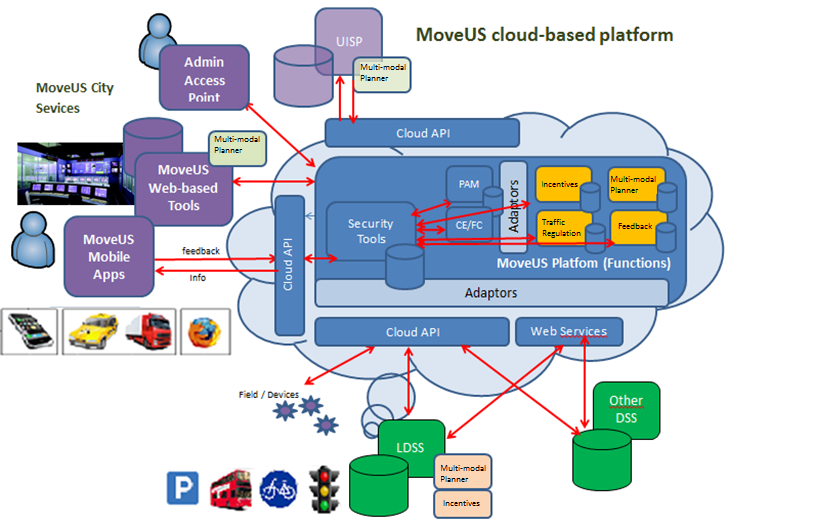 MoveUS cloud-based platform
UISP
Multi-modal
Planner
Admin
Access
Point
MoveUS City
Sevices
Cloud API
Multi-modal
Planner
MoveUS
Web-based
Tools
PAM
Adaptors
Incentives
Multi-modal
Planner
Security
Tools
CE/FC
Traffic
Regulation
Feedback
MoveUS
Mobile
Apps
feedback
Info
Cloud API
MoveUS Platfom (Functions)
Adaptors
Cloud API
Web Services
Field / Devices
Other
DSS
LDSS
Multi-modal
Planner
Incentives
P